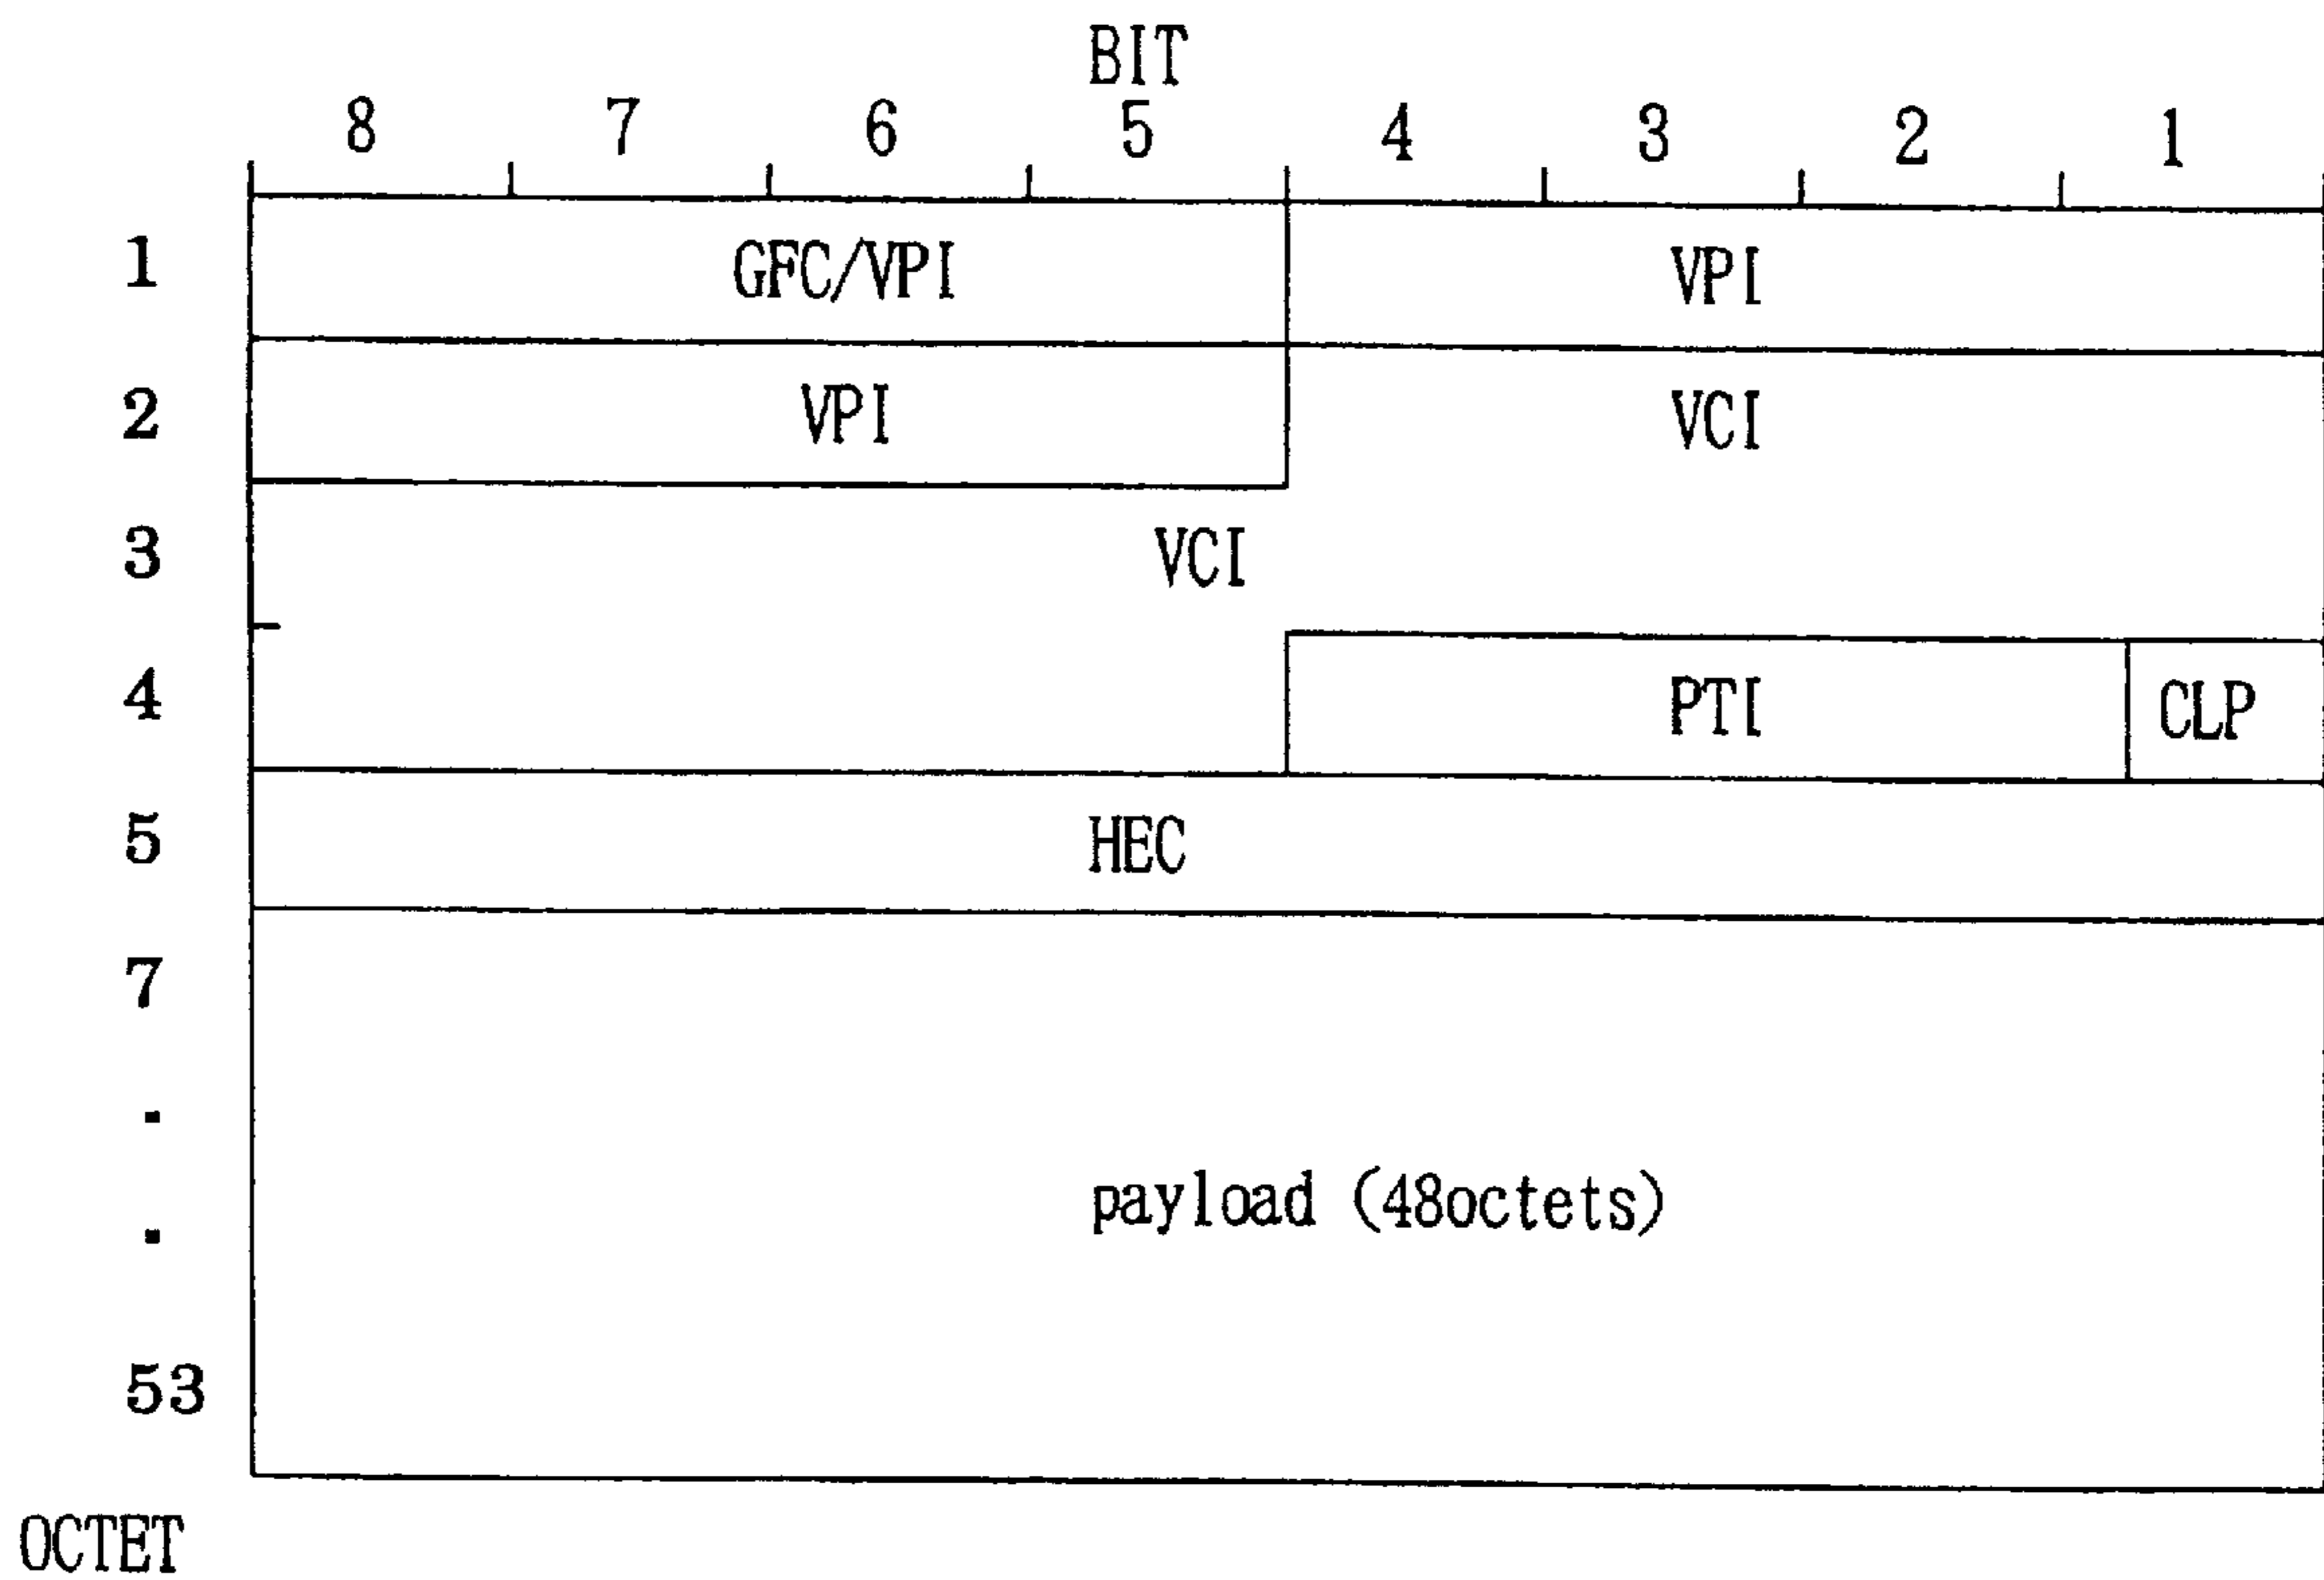 BIT
8 7 6 5 4 3 2 1
1 GFC/VPI VPI
2 VPI VCI
3 VCI
4 PTI CLP
5 HEC
7
payload (48octets)
53
OCTET